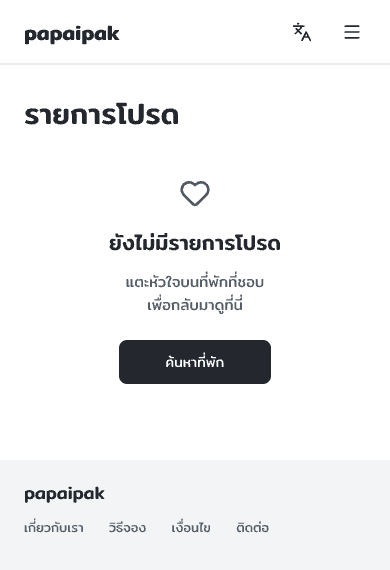 papaipak
รายการโปรด
ยังไม่มีรายการโปรด
แตะหัวใจบนที่พักที่ชอบ
เพื่อกลับมาดูที่นี่
ค้นหาที่พัก
papaipak
เกี่ยวกับเรา วิธีจอง เงื่อนไข ติดต่อ